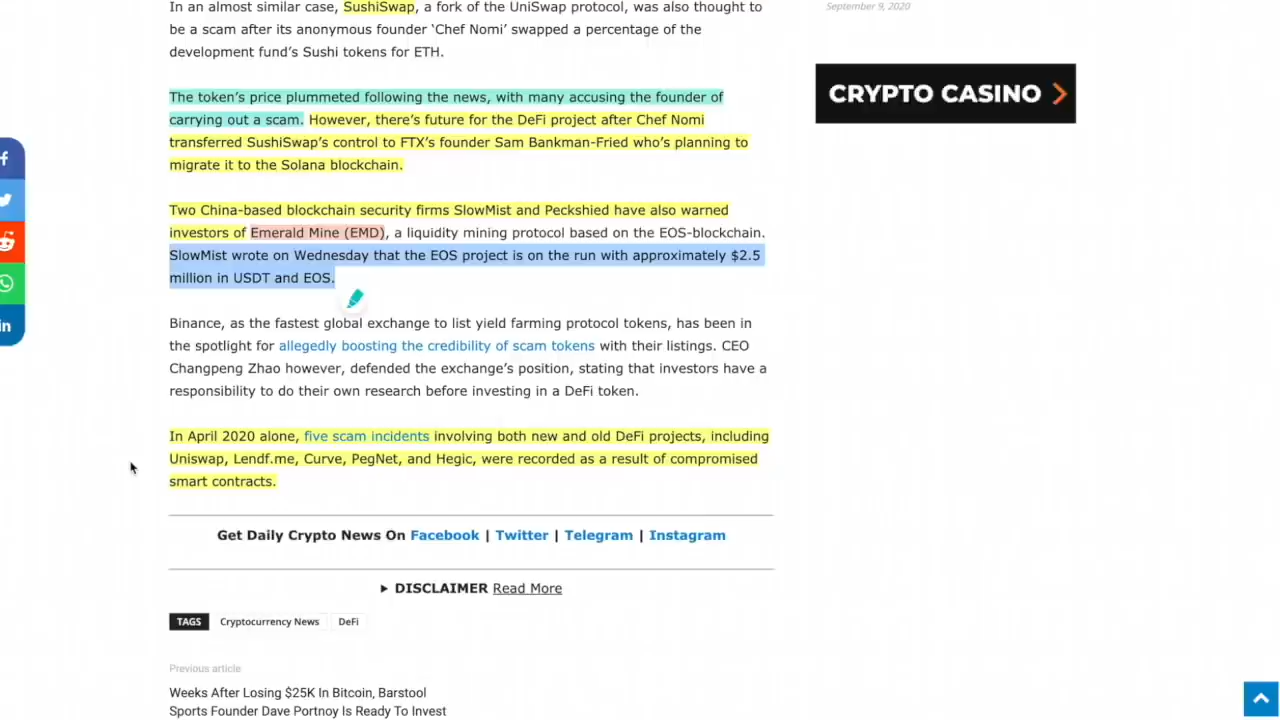 In an almost similar case, SushiSwap, a fork of the UniSwap protocol, was also thought to
be a scam after its anonymous founder ‘Chef Nomi’ swapped a percentage of the
development fund’s Sushi tokens for ETH.
The token’s price plummeted following the news, with many accusing the founder of
carrying out a scam. However, there’s future for the DeFi project after Chef Nomi
transferred SushiSwap’s control to FTX’s founder Sam Bankman-Fried who’s planning to
migrate it to the Solana blockchain.
Two China-based blockchain security firms SlowMist and Peckshied have also warned
investors of Emerald Mine (EMD), a liquidity mining protocol based on the EOS-blockchain.
SlowMist wrote on Wednesday that the EOS project is on the run with approximately $2.5
million in USDT and EOS.
Binance, as the fastest global exchange to list yield farming protocol tokens, has been in
the spotlight for allegedly boosting the credibility of scam tokens with their listings. CEO
Changpeng Zhao however, defended the exchange’s position, stating that investors have a
responsibility to do their own research before investing in a DeFi token.
In April 2020 alone, five scam incidents involving both new and old DeFi projects, including
Uniswap, Lendf.me, Curve, PegNet, and Hegic, were recorded as a result of compromised
smart contracts.
Get Daily Crypto News On Facebook | Twitter | Telegram | Instagram
DISCLAIMER Read More
TAGS Cryptocurrency News DeFi
Previous article
Weeks After Losing $25K In Bitcoin, Barstool
Sports Founder Dave Portnoy Is Ready To Invest
September 9, 2020
CRYPTO CASINO